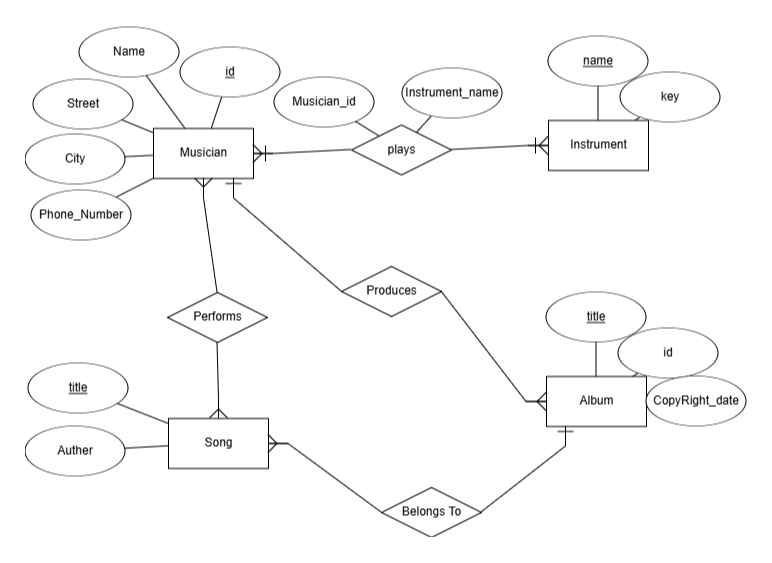 Name
id
name
Street
Musician_id
Instrument_name
key
Musician
plays
Instrument
City
Phone_Number
Produces
Performs
title
id
title
Album
CopyRight_date
Auther
Song
Belongs To